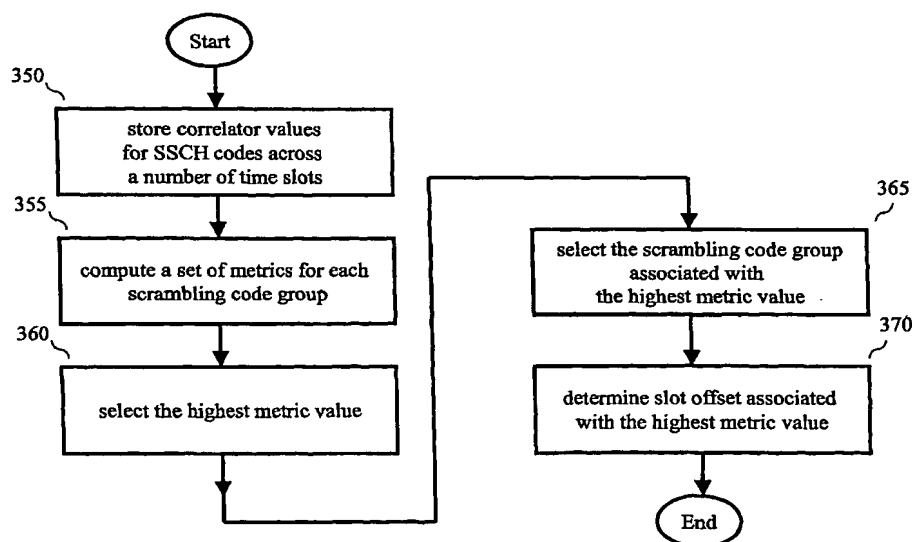 Start
350
store correlator values
for SSCH codes across
a number of time slots
355
compute a set of metrics for each
scrambling code group
360
select the highest metric value
365
select the scrambling code group
associated with
the highest metric value
370
determine slot offset associated
with the highest metric value
End